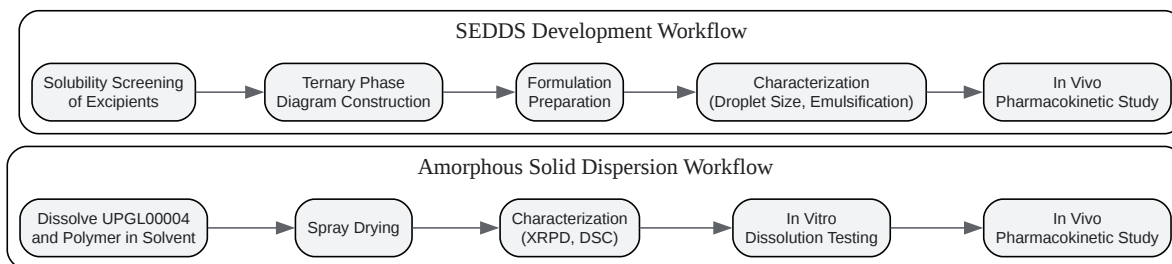 SEDDS Development Workflow
Solubility Screening
of Excipients
Ternary Phase
Diagram Construction
Formulation
Preparation
Characterization
(Droplet Size, Emulsification)
In Vivo
Pharmacokinetic Study
Amorphous Solid Dispersion Workflow
Dissolve UPGL00004
and Polymer in Solvent
Spray Drying
Characterization
(XRPD, DSC)
In Vitro
Dissolution Testing
In Vivo
Pharmacokinetic Study